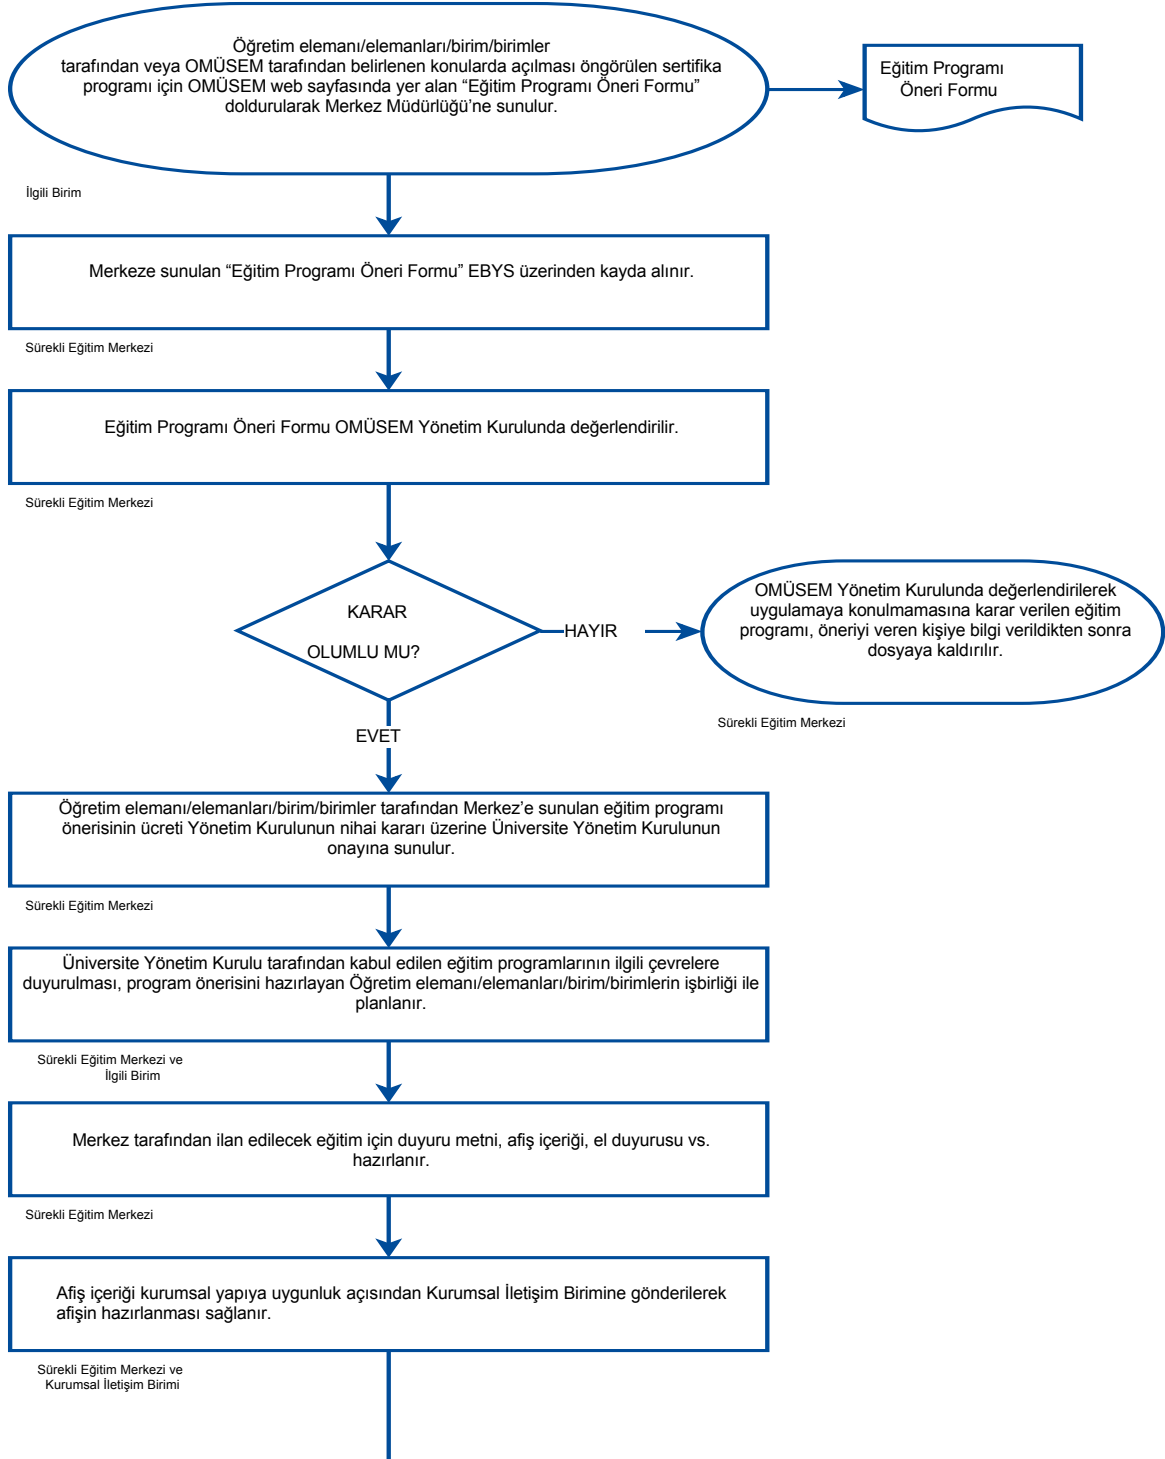 Öğretim elemanı/elemanları/birim/birimler
tarafından veya OMÜSEM tarafından belirlenen konularda açılması öngörülen sertifika
programı için OMÜSEM web sayfasında yer alan “Eğitim Programı Öneri Formu”
doldurularak Merkez Müdürlüğü’ne sunulur.
Eğitim Programı
Öneri Formu
İlgili Birim
Merkeze sunulan “Eğitim Programı Öneri Formu” EBYS üzerinden kayda alınır.
Sürekli Eğitim Merkezi
Eğitim Programı Öneri Formu OMÜSEM Yönetim Kurulunda değerlendirilir.
Sürekli Eğitim Merkezi
KARAR
OLUMLU MU?
HAYIR
OMÜSEM Yönetim Kurulunda değerlendirilerek
uygulamaya konulmamasına karar verilen eğitim
programı, öneriyi veren kişiye bilgi verildikten sonra
dosyaya kaldırılır.
Sürekli Eğitim Merkezi
EVET
Öğretim elemanı/elemanları/birim/birimler tarafından Merkez’e sunulan eğitim programı
önerisinin ücreti Yönetim Kurulunun nihai kararı üzerine Üniversite Yönetim Kurulunun
onayına sunulur.
Sürekli Eğitim Merkezi
Üniversite Yönetim Kurulu tarafından kabul edilen eğitim programlarının ilgili çevrelere
duyurulması, program önerisini hazırlayan Öğretim elemanı/elemanları/birim/birimlerin işbirliği ile
planlanır.
Sürekli Eğitim Merkezi ve
İlgili Birim
Merkez tarafından ilan edilecek eğitim için duyuru metni, afiş içeriği, el duyurusu vs.
hazırlanır.
Sürekli Eğitim Merkezi
Afiş içeriği kurumsal yapıya uygunluk açısından Kurumsal İletişim Birimine gönderilerek
afişin hazırlanması sağlanır.
Sürekli Eğitim Merkezi ve
Kurumsal İletişim Birimi